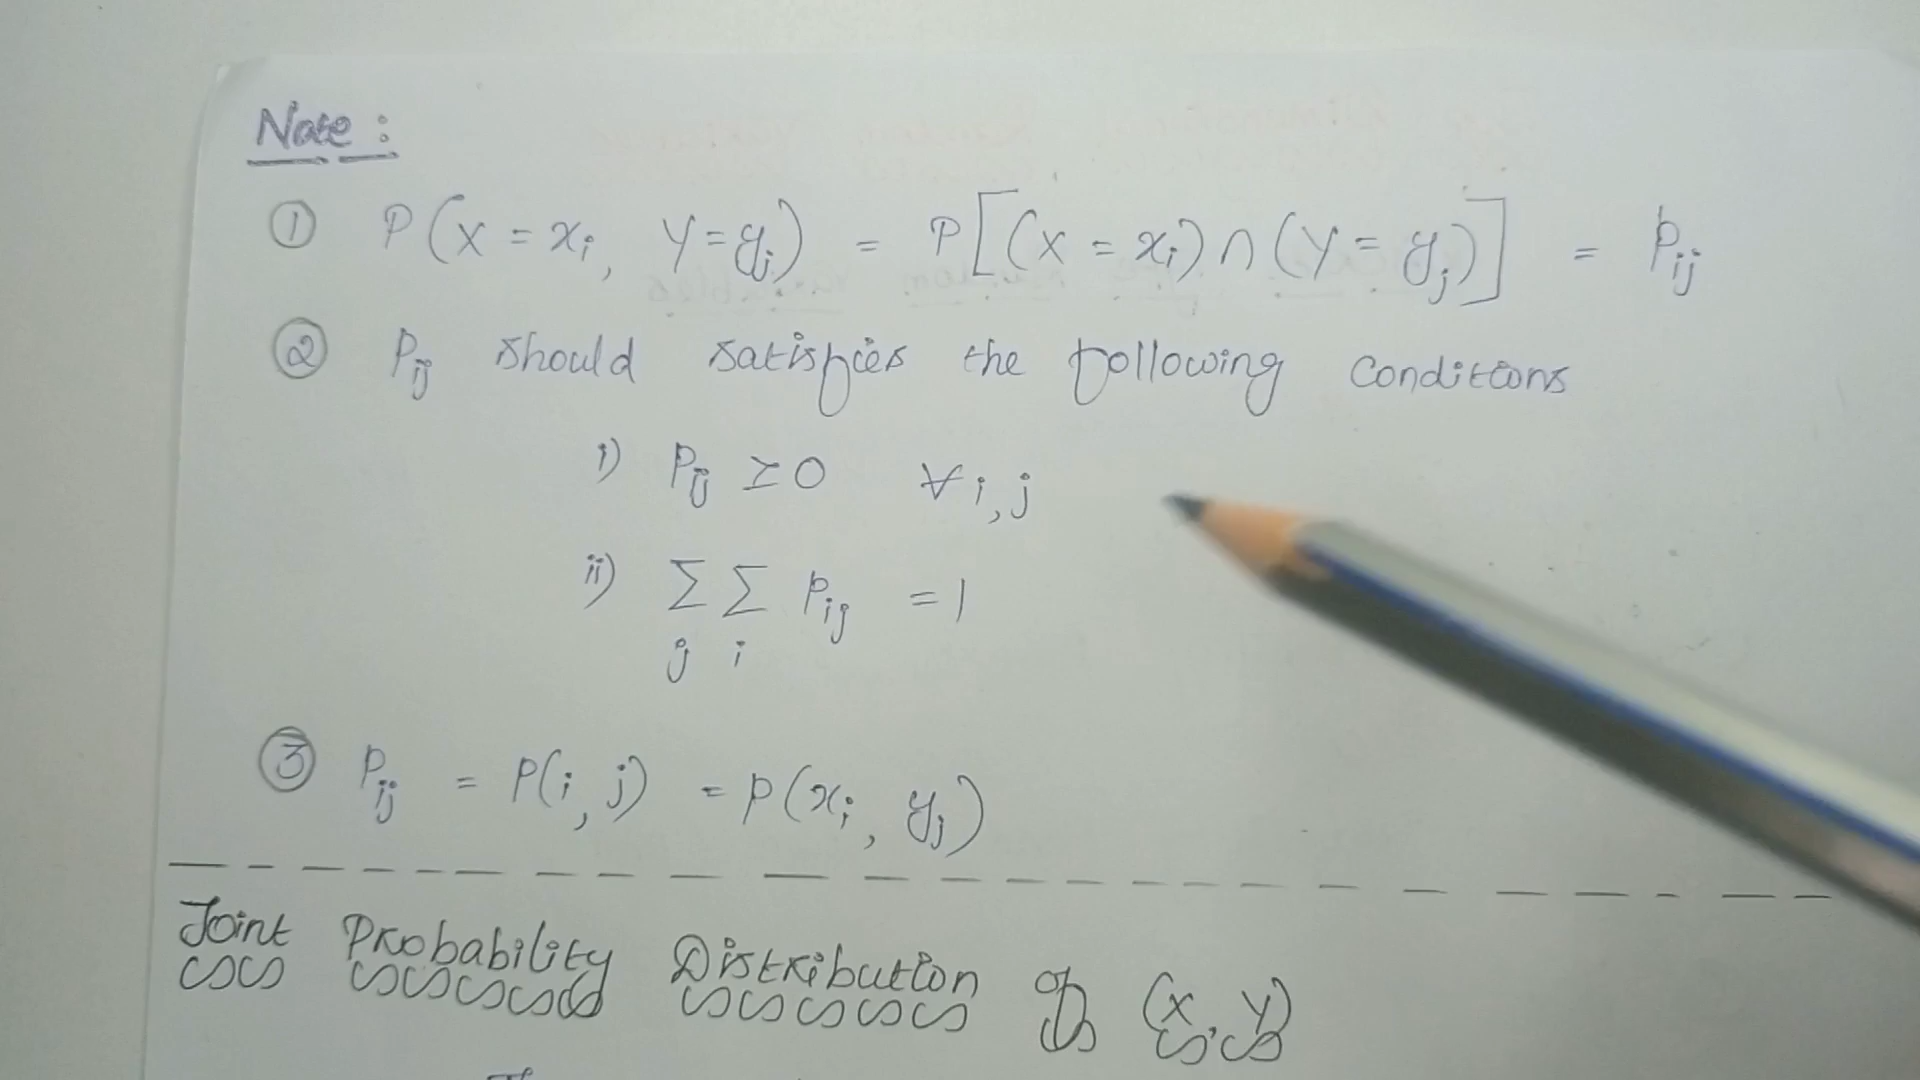 Note :
① P(X = xi, Y = yj) = P[(X = xi) ∩ (Y = yj)] = Pij
② Pij should satisfies the following conditions
i) Pij ≥ 0 ∀ i, j
ii) Σ Σ Pij = 1
j i
③ Pij = P(i, j) = P(xi, yj)
Joint Probability Distribution of (X, Y)